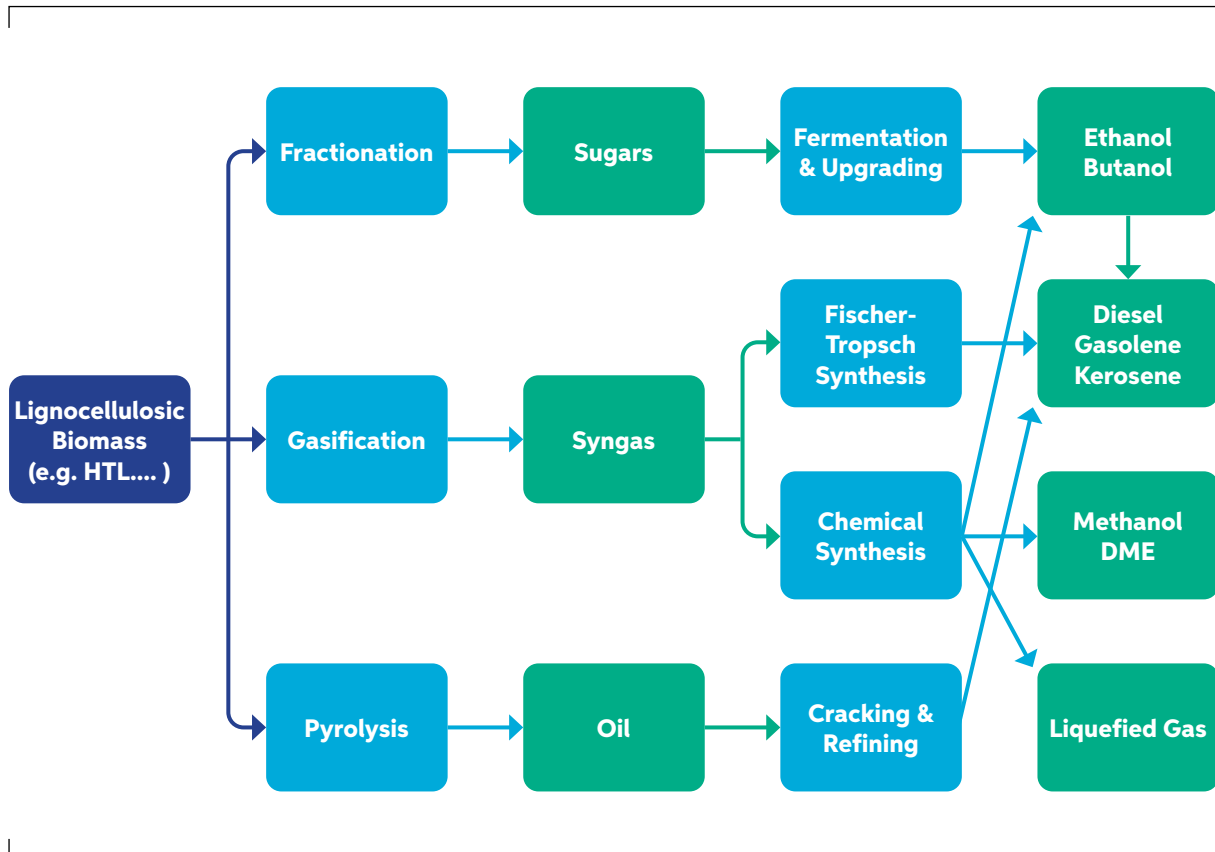 Fractionation
Sugars
Fermentation
& Upgrading
Ethanol
Butanol
Fischer-
Tropsch
Synthesis
Diesel
Gasolene
Kerosene
Lignocellulosic
Biomass
(e.g. HTL.... )
Gasification
Syngas
Chemical
Synthesis
Methanol
DME
Pyrolysis
Oil
Cracking &
Refining
Liquefied Gas